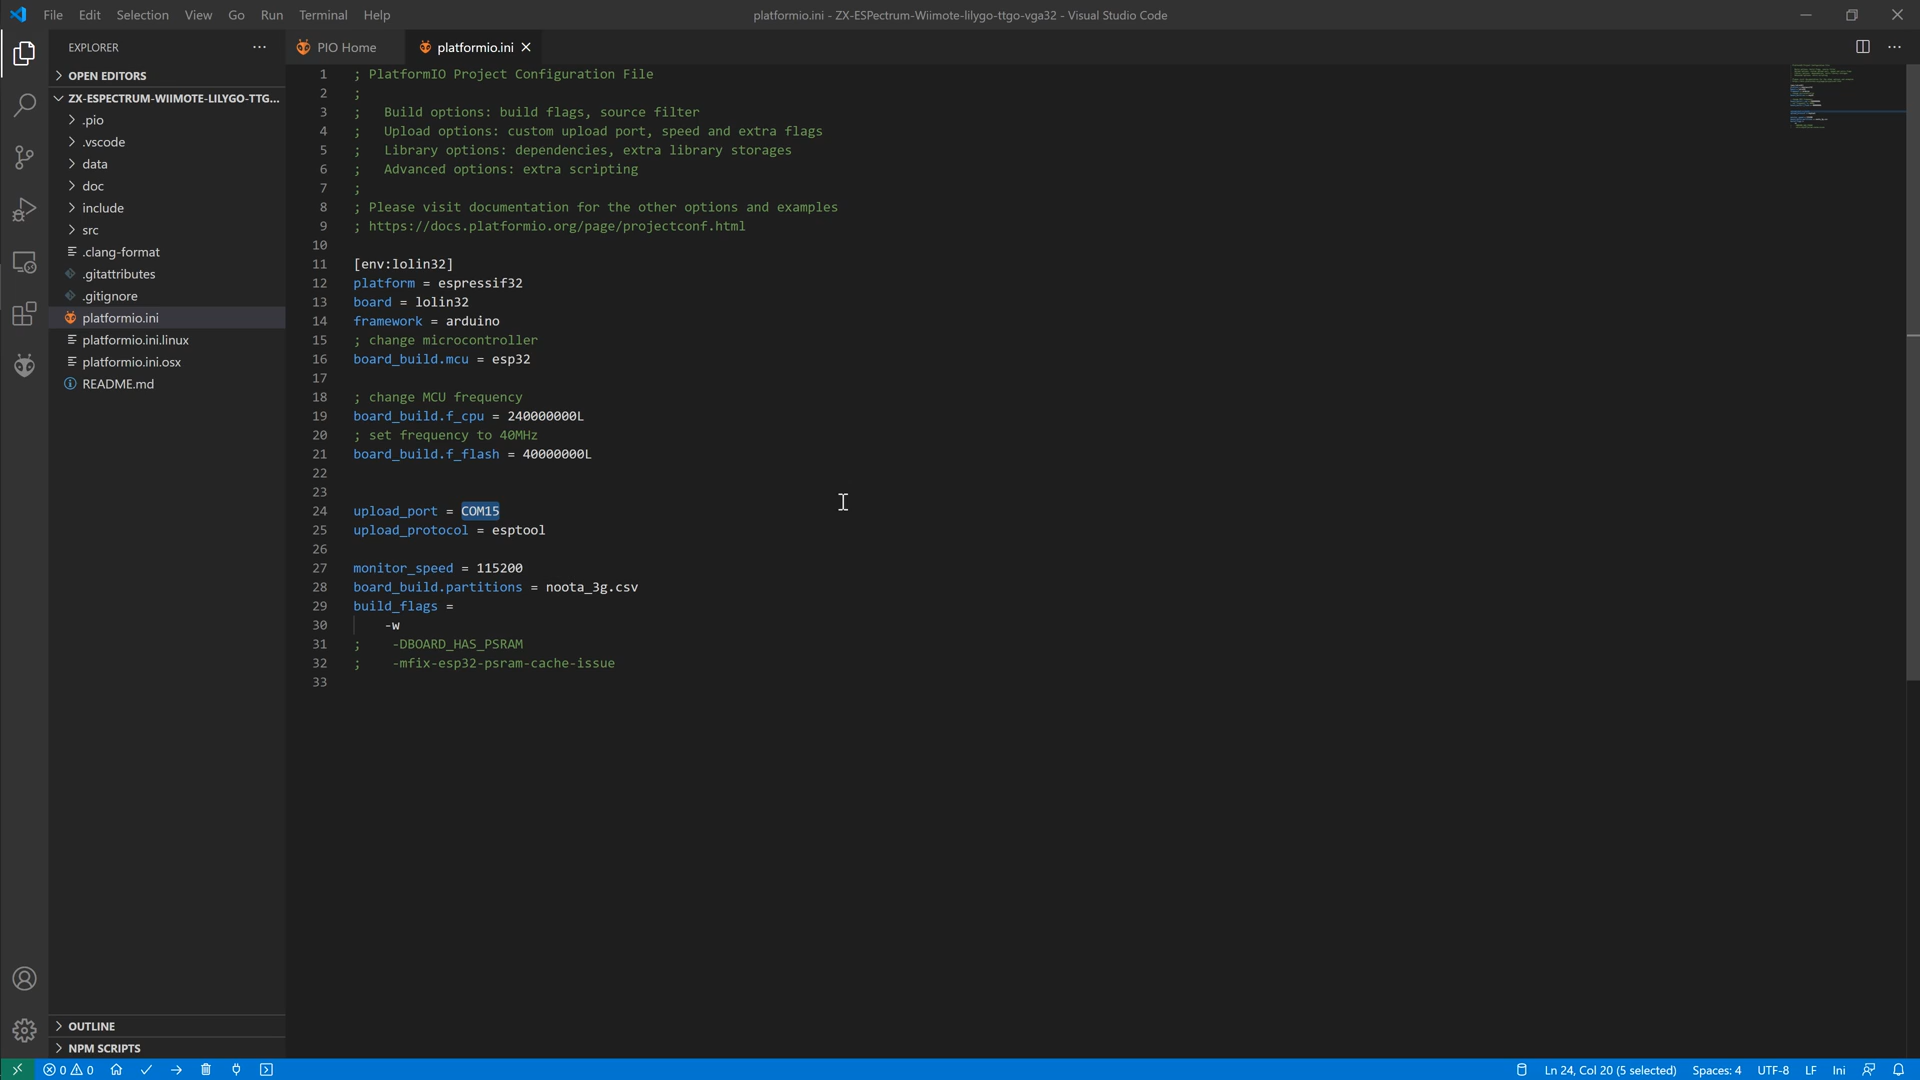 File Edit Selection View Go Run Terminal Help
platformio.ini - ZX-ESPectrum-Wiimote-lilygo-ttgo-vga32 - Visual Studio Code
EXPLORER
PIO Home
platformio.ini
OPEN EDITORS
ZX-ESPECTRUM-WIIMOTE-LILYGO-TTG...
.pio
.vscode
data
doc
include
src
.clang-format
.gitattributes
.gitignore
platformio.ini
platformio.ini.linux
platformio.ini.osx
README.md
OUTLINE
NPM SCRIPTS
1 ; PlatformIO Project Configuration File
2 ;
3 ;   Build options: build flags, source filter
4 ;   Upload options: custom upload port, speed and extra flags
5 ;   Library options: dependencies, extra library storages
6 ;   Advanced options: extra scripting
7 ;
8 ; Please visit documentation for the other options and examples
9 ; https://docs.platformio.org/page/projectconf.html
10
11 [env:lolin32]
12 platform = espressif32
13 board = lolin32
14 framework = arduino
15 ; change microcontroller
16 board_build.mcu = esp32
17
18 ; change MCU frequency
19 board_build.f_cpu = 240000000L
20 ; set frequency to 40MHz
21 board_build.f_flash = 40000000L
22
23
24 upload_port = COM15
25 upload_protocol = esptool
26
27 monitor_speed = 115200
28 board_build.partitions = noota_3g.csv
29 build_flags =
30     -w
31 ;    -DBOARD_HAS_PSRAM
32 ;    -mfix-esp32-psram-cache-issue
33
0 0
Ln 24, Col 20 (5 selected) Spaces: 4 UTF-8 LF Ini